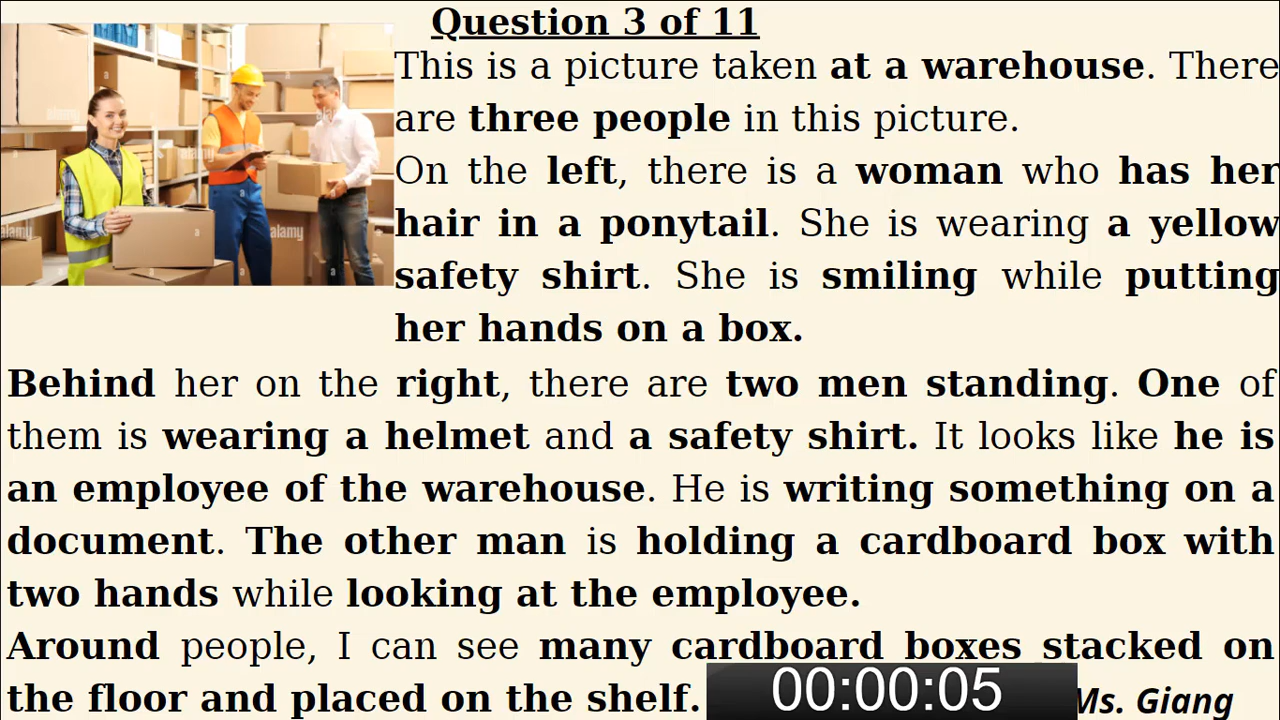 Question 3 of 11
This is a picture taken at a warehouse. There
are three people in this picture.
On the left, there is a woman who has her
hair in a ponytail. She is wearing a yellow
safety shirt. She is smiling while putting
her hands on a box.
Behind her on the right, there are two men standing. One of
them is wearing a helmet and a safety shirt. It looks like he is
an employee of the warehouse. He is writing something on a
document. The other man is holding a cardboard box with
two hands while looking at the employee.
Around people, I can see many cardboard boxes stacked on
the floor and placed on the shelf.
00:00:05
Ms. Giang
alamy
alamy
alamy
alamy
alamy